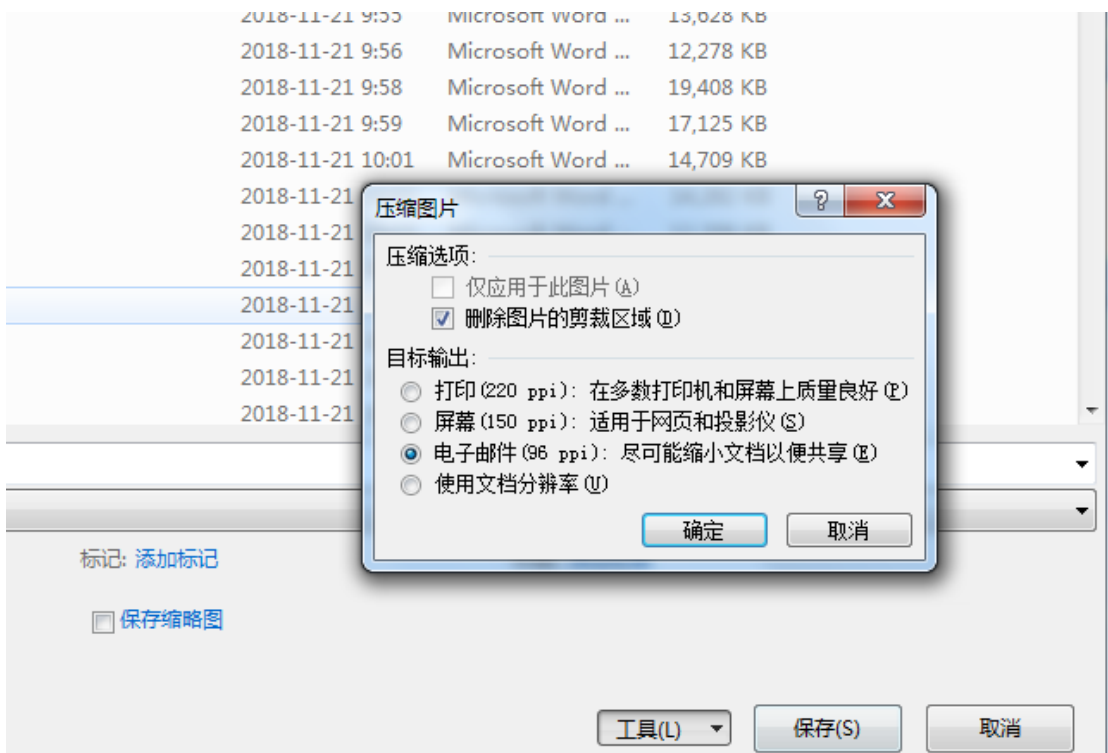 2018-11-21 9:55 Microsoft Word ... 13,628 KB
2018-11-21 9:56 Microsoft Word ... 12,278 KB
2018-11-21 9:58 Microsoft Word ... 19,408 KB
2018-11-21 9:59 Microsoft Word ... 17,125 KB
2018-11-21 10:01 Microsoft Word ... 14,709 KB
2018-11-21
2018-11-21
2018-11-21
2018-11-21
2018-11-21
2018-11-21
2018-11-21
压缩图片
压缩选项:
仅应用于此图片(A)
删除图片的剪裁区域(D)
目标输出:
打印(220 ppi): 在多数打印机和屏幕上质量良好(P)
屏幕(150 ppi): 适用于网页和投影仪(S)
电子邮件(96 ppi): 尽可能缩小文档以便共享(E)
使用文档分辨率(U)
确定 取消
标记: 添加标记
保存缩略图
工具(L) 保存(S) 取消